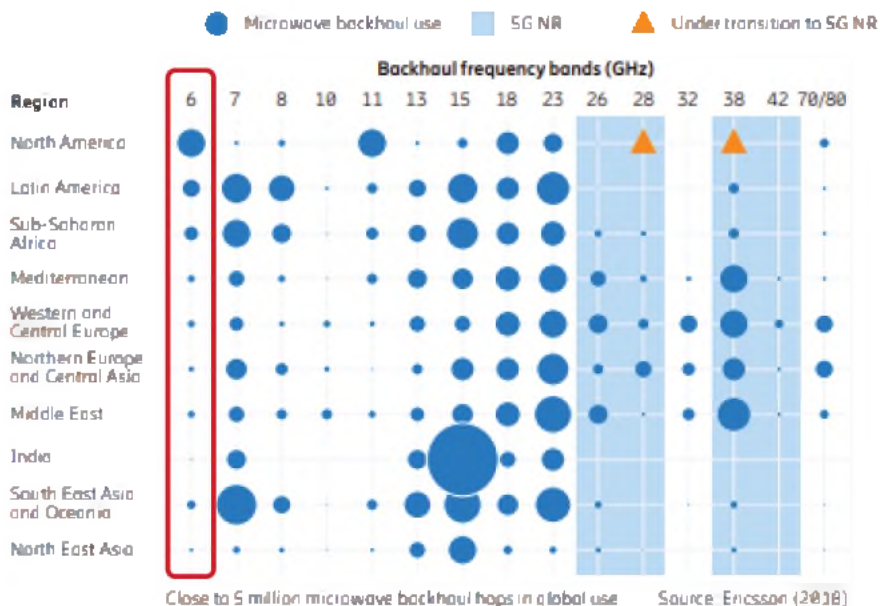 Microwave backhaul use
5G NR
Under transition to 5G NR
Backhaul frequency bands (GHz)
Region 6 7 8 10 11 13 15 18 23 26 28 32 38 42 70/80
North America
Latin America
Sub-Saharan
Africa
Mediterranean
Western and
Central Europe
Northern Europe
and Central Asia
Middle East
India
South East Asia
and Oceania
North East Asia
Close to 5 million microwave backhaul hops in global use Source: Ericsson (2018)